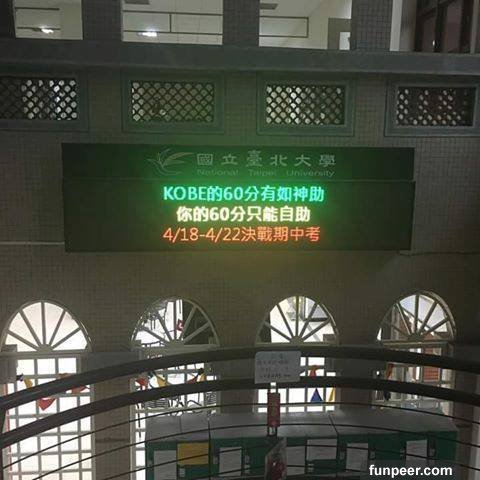 國立臺北大學
National Taipei University
KOBE的60分有如神助
你的60分只能自助
4/18-4/22決戰期中考
funpeer.com